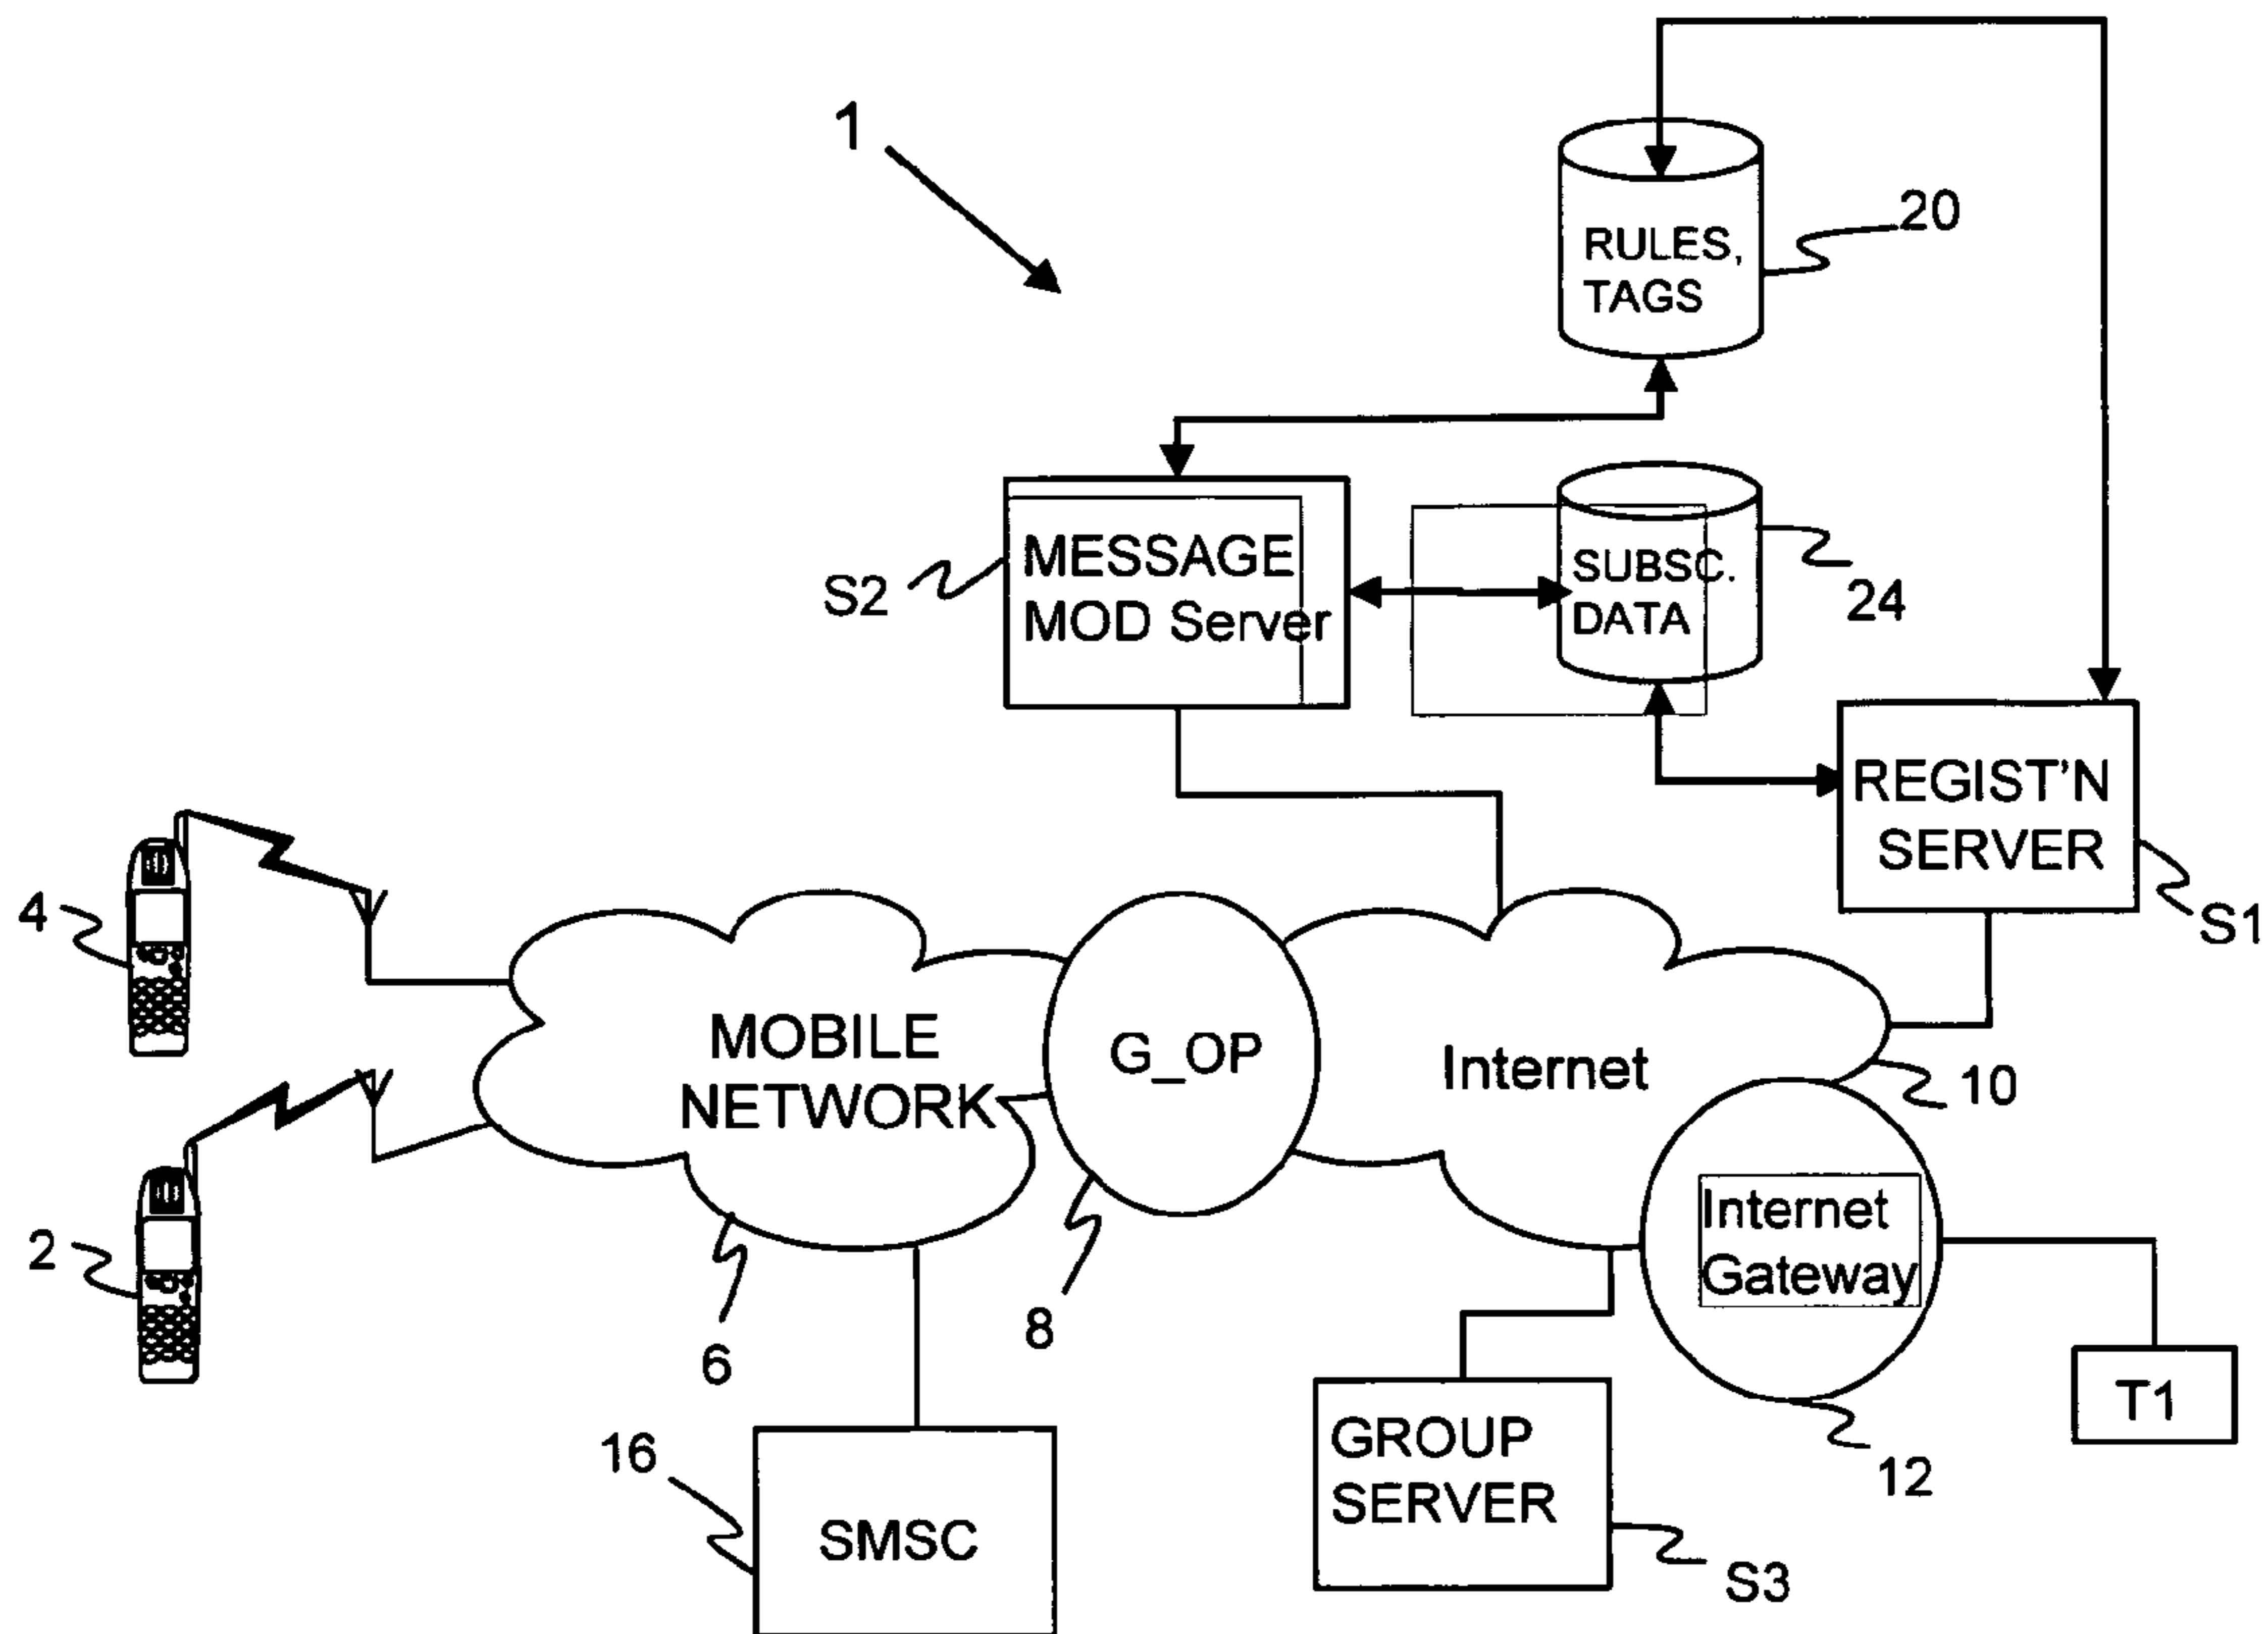 1
RULES,
TAGS
20
S2
MESSAGE
MOD Server
SUBSC.
DATA
24
REGIST'N
SERVER
S1
4
MOBILE
NETWORK
G_OP
Internet
10
2
Internet
Gateway
6
8
T1
16
SMSC
GROUP
SERVER
12
S3